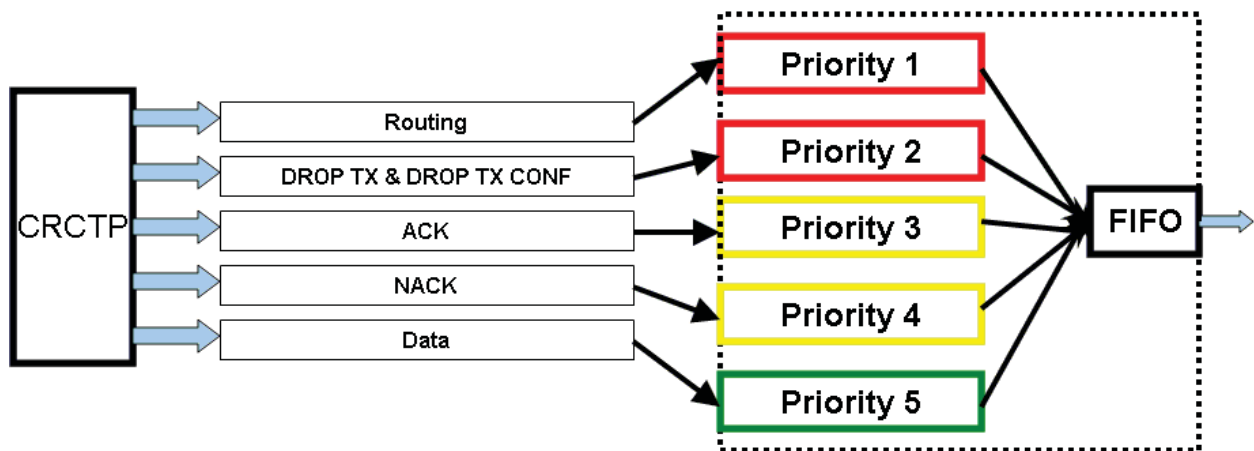 CRCTP
Routing
DROP TX & DROP TX CONF
ACK
NACK
Data
Priority 1
Priority 2
Priority 3
Priority 4
Priority 5
FIFO